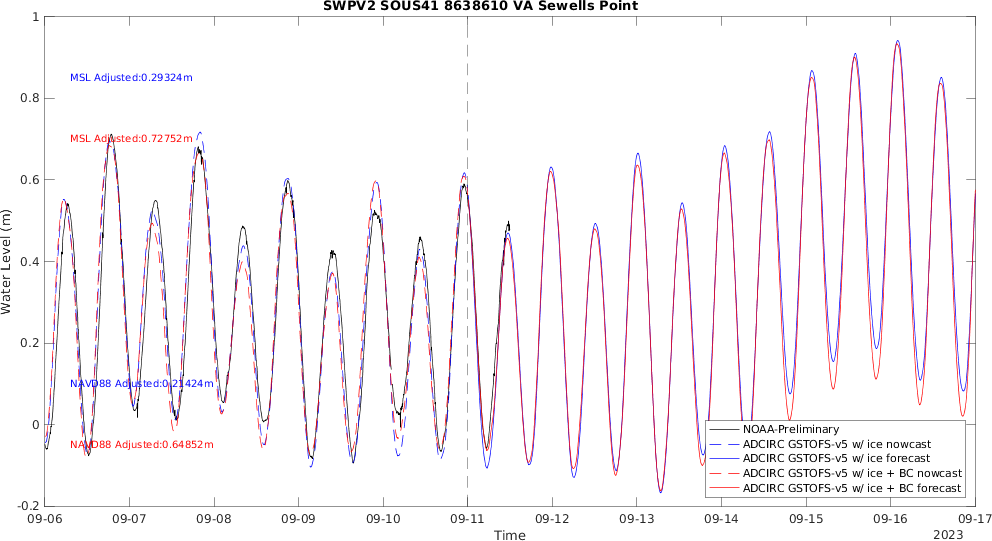 SWPV2 SOUS41 8638610 VA Sewells Point
1
MSL Adjusted:0.29324m
0.8
MSL Adjusted:0.72752m
0.6
Water Level (m)
0.4
0.2
NAVD88 Adjusted:0.21424m
0
NAVD88 Adjusted:0.64852m
-0.2
NOAA-Preliminary
ADCIRC GSTOFS-v5 w/ ice nowcast
ADCIRC GSTOFS-v5 w/ ice forecast
ADCIRC GSTOFS-v5 w/ ice + BC nowcast
ADCIRC GSTOFS-v5 w/ ice + BC forecast
09-06 09-07 09-08 09-09 09-10 09-11 09-12 09-13 09-14 09-15 09-16 09-17
Time
2023